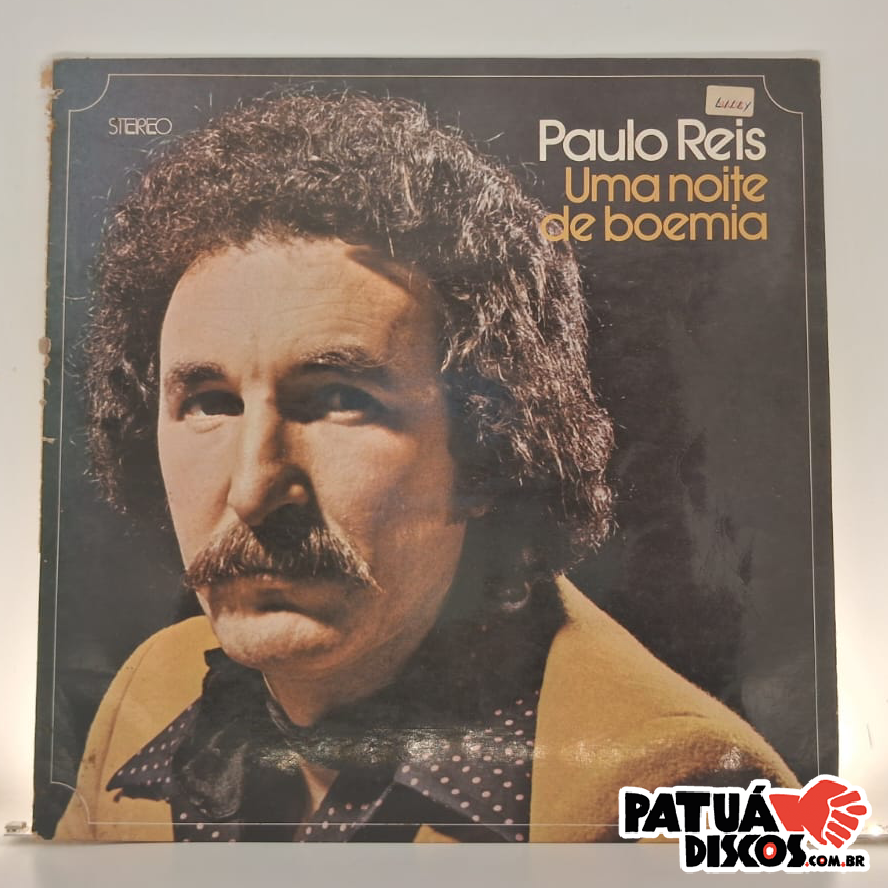 STEREO
Paulo Reis
Uma noite
de boemia
PATUÁ
DISCOS.COM.BR